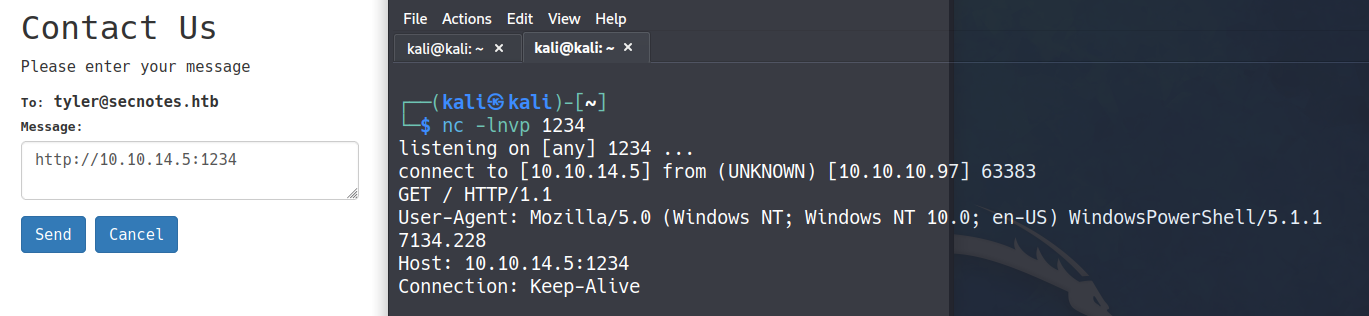 Contact Us
Please enter your message
To: tyler@secnotes.htb
Message:
http://10.10.14.5:1234
Send Cancel
File Actions Edit View Help
kali@kali: ~ × kali@kali: ~ ×
┌──(kali㉿kali)-[~]
└─$ nc -lnvp 1234
listening on [any] 1234 ...
connect to [10.10.14.5] from (UNKNOWN) [10.10.10.97] 63383
GET / HTTP/1.1
User-Agent: Mozilla/5.0 (Windows NT; Windows NT 10.0; en-US) WindowsPowerShell/5.1.1
7134.228
Host: 10.10.14.5:1234
Connection: Keep-Alive